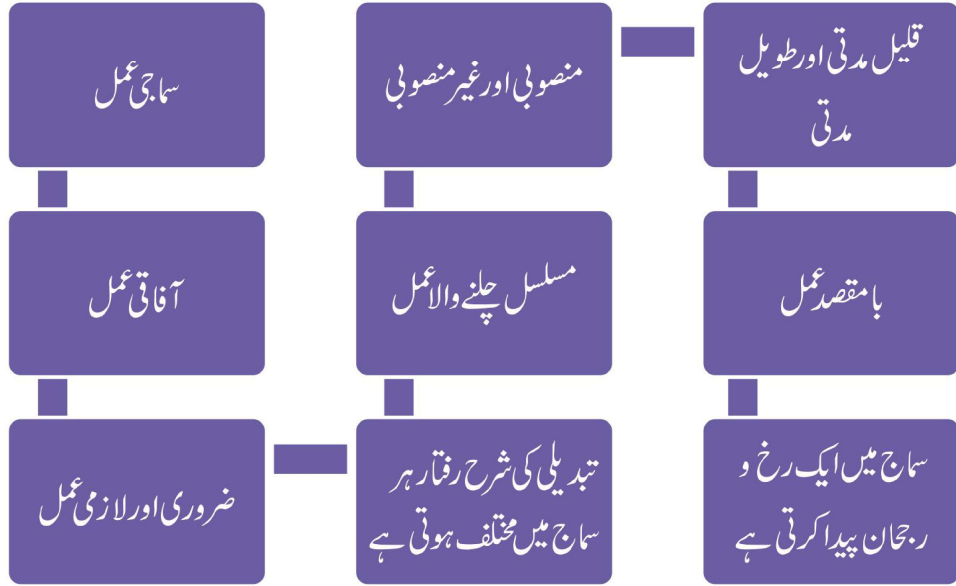 سماجی عمل
آفاقی عمل
ضروری اور لازمی عمل
تبدیلی کی شرح رفتار ہر
سماج میں مختلف ہوتی ہے
مسلسل چلنے والا عمل
منصوبی اور غیر منصوبی
قلیل مدتی اور طویل
مدتی
با مقصد عمل
سماج میں ایک رخ و
رجحان پیدا کرتی ہے